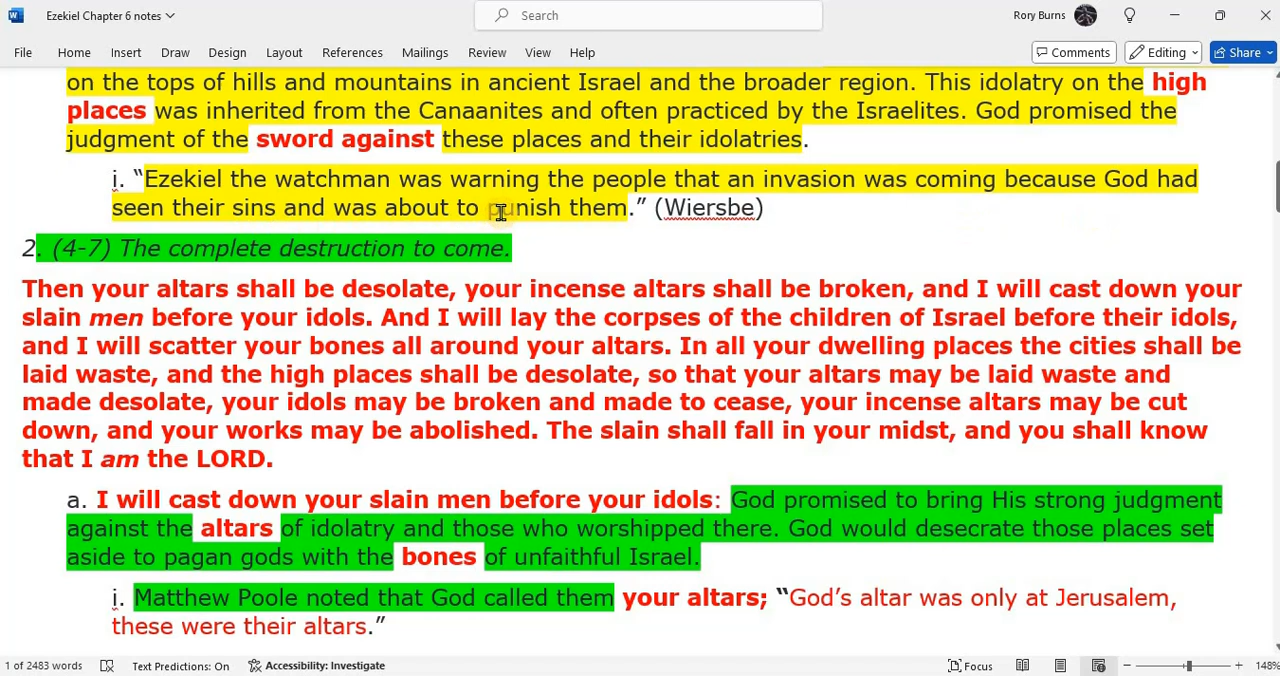 Ezekiel Chapter 6 notes
Search
Rory Burns
File Home Insert Draw Design Layout References Mailings Review View Help
Comments Editing Share
on the tops of hills and mountains in ancient Israel and the broader region. This idolatry on the high
places was inherited from the Canaanites and often practiced by the Israelites. God promised the
judgment of the sword against these places and their idolatries.
i. “Ezekiel the watchman was warning the people that an invasion was coming because God had
seen their sins and was about to punish them.” (Wiersbe)
2. (4-7) The complete destruction to come.
Then your altars shall be desolate, your incense altars shall be broken, and I will cast down your
slain men before your idols. And I will lay the corpses of the children of Israel before their idols,
and I will scatter your bones all around your altars. In all your dwelling places the cities shall be
laid waste, and the high places shall be desolate, so that your altars may be laid waste and
made desolate, your idols may be broken and made to cease, your incense altars may be cut
down, and your works may be abolished. The slain shall fall in your midst, and you shall know
that I am the LORD.
a. I will cast down your slain men before your idols: God promised to bring His strong judgment
against the altars of idolatry and those who worshipped there. God would desecrate those places set
aside to pagan gods with the bones of unfaithful Israel.
i. Matthew Poole noted that God called them your altars; “God’s altar was only at Jerusalem,
these were their altars.”
1 of 2483 words Text Predictions: On Accessibility: Investigate Focus 148%